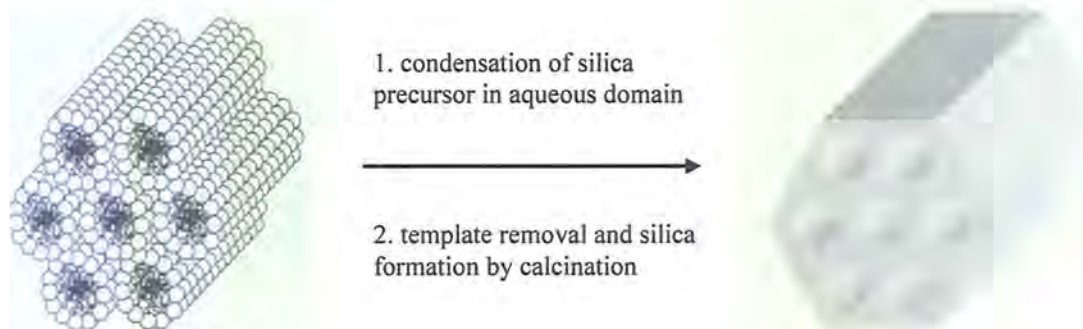 1. condensation of silica
precursor in aqueous domain
2. template removal and silica
formation by calcination